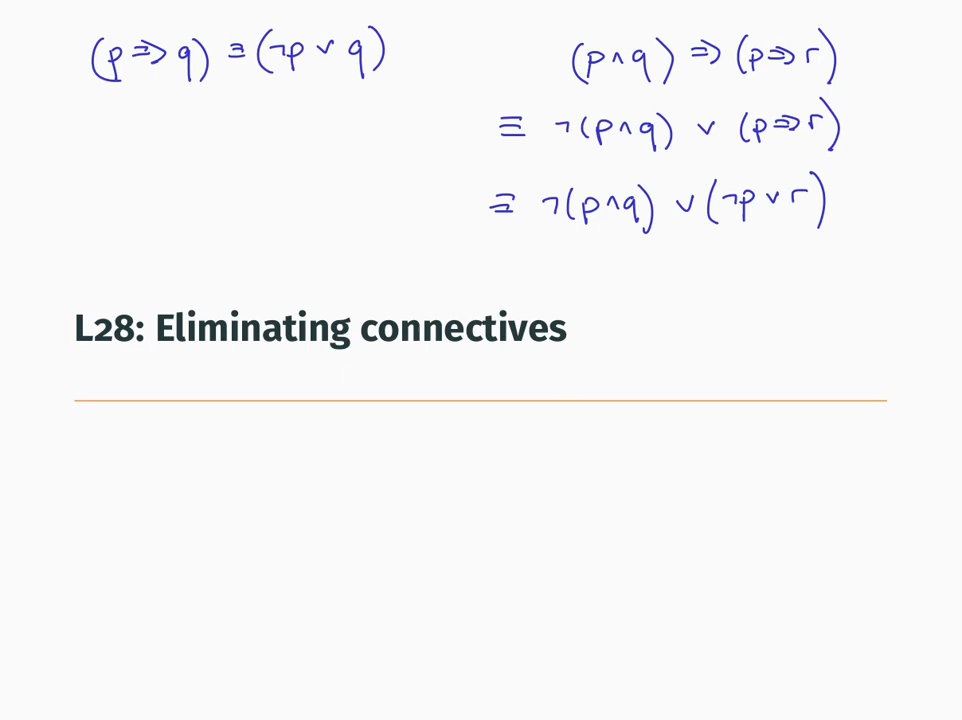 (p ⇒ q) ≡ (¬p ∨ q)
(p ∧ q) ⇒ (p ⇒ r)
≡ ¬(p ∧ q) ∨ (p ⇒ r)
≡ ¬(p ∧ q) ∨ (¬p ∨ r)
L28: Eliminating connectives